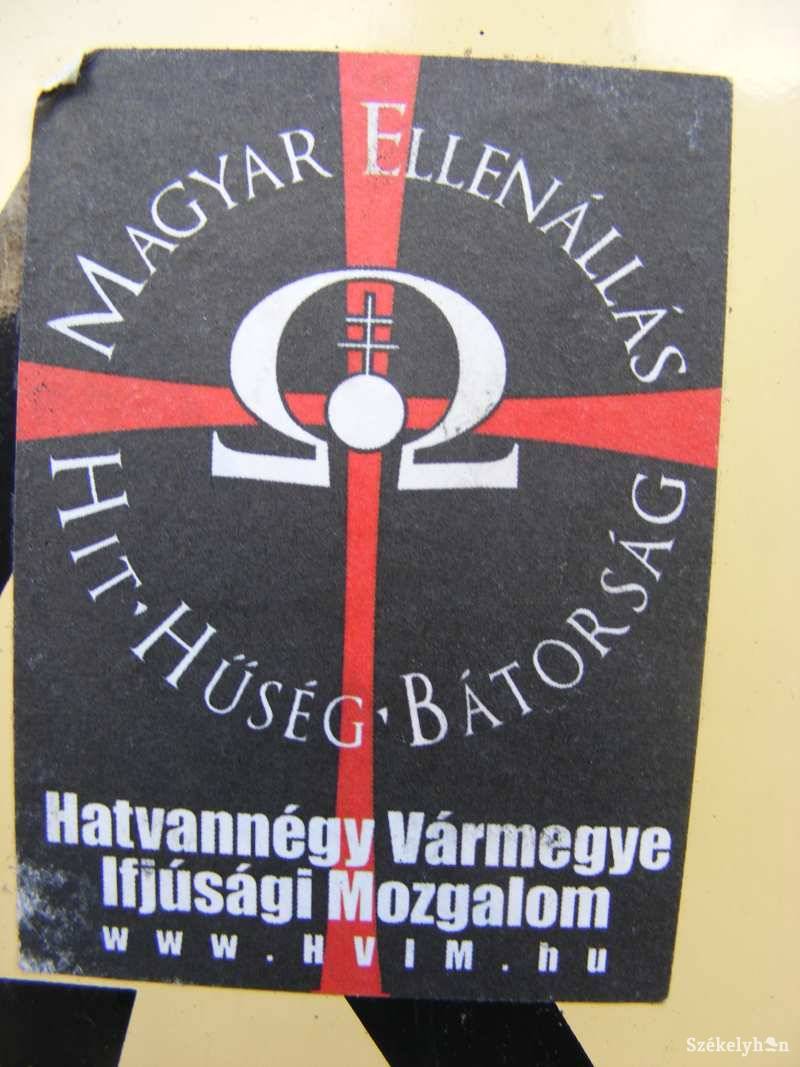 Magyar Ellenállás
Ω
Hit · Hűség · Bátorság
Hatvannégy Vármegye
Ifjúsági Mozgalom
www.HVIM.hu
Székelyhon